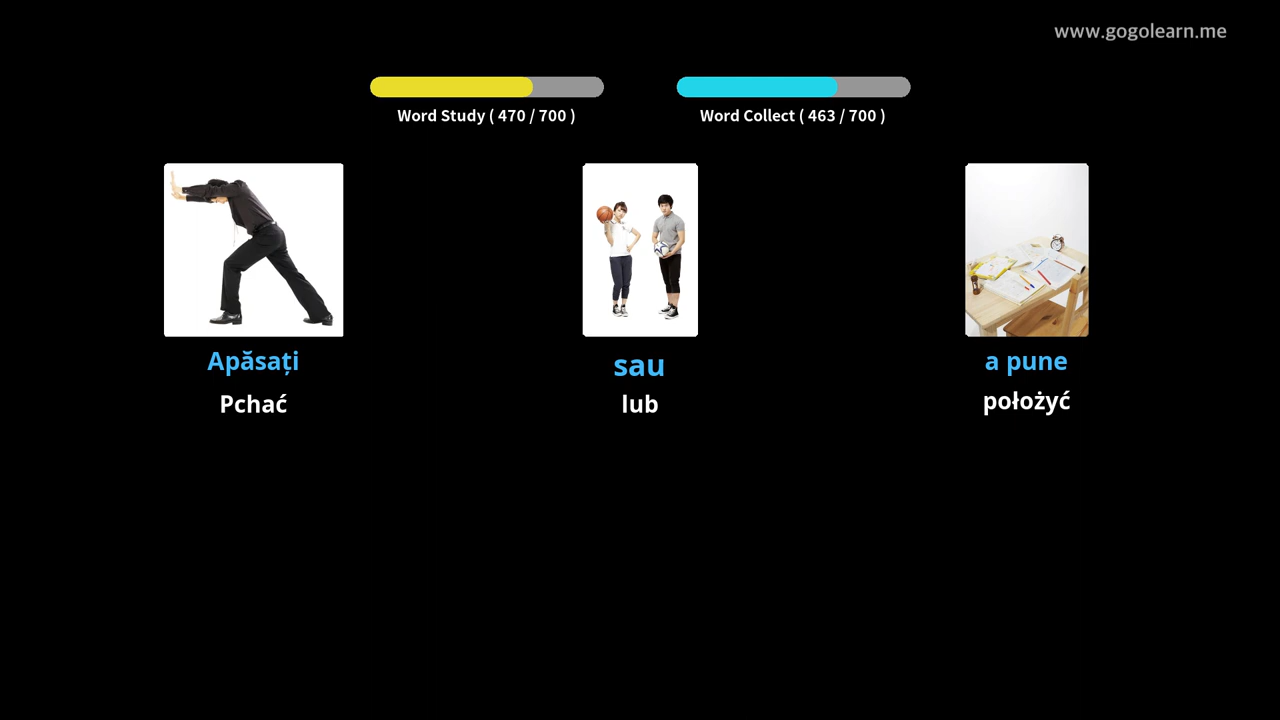 www.gogolearn.me
Word Study ( 470 / 700 )
Word Collect ( 463 / 700 )
Apăsați
sau
a pune
Pchać
lub
położyć